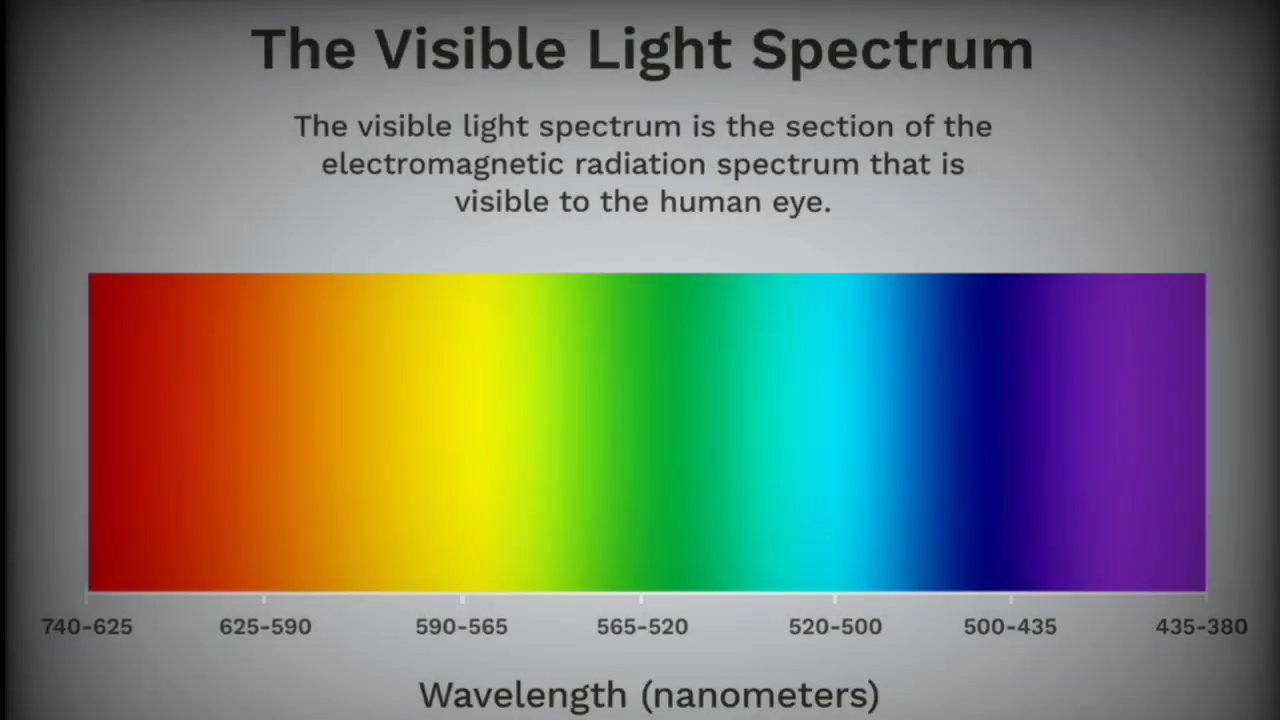 The Visible Light Spectrum
The visible light spectrum is the section of the
electromagnetic radiation spectrum that is
visible to the human eye.
740-625 625-590 590-565 565-520 520-500 500-435 435-380
Wavelength (nanometers)